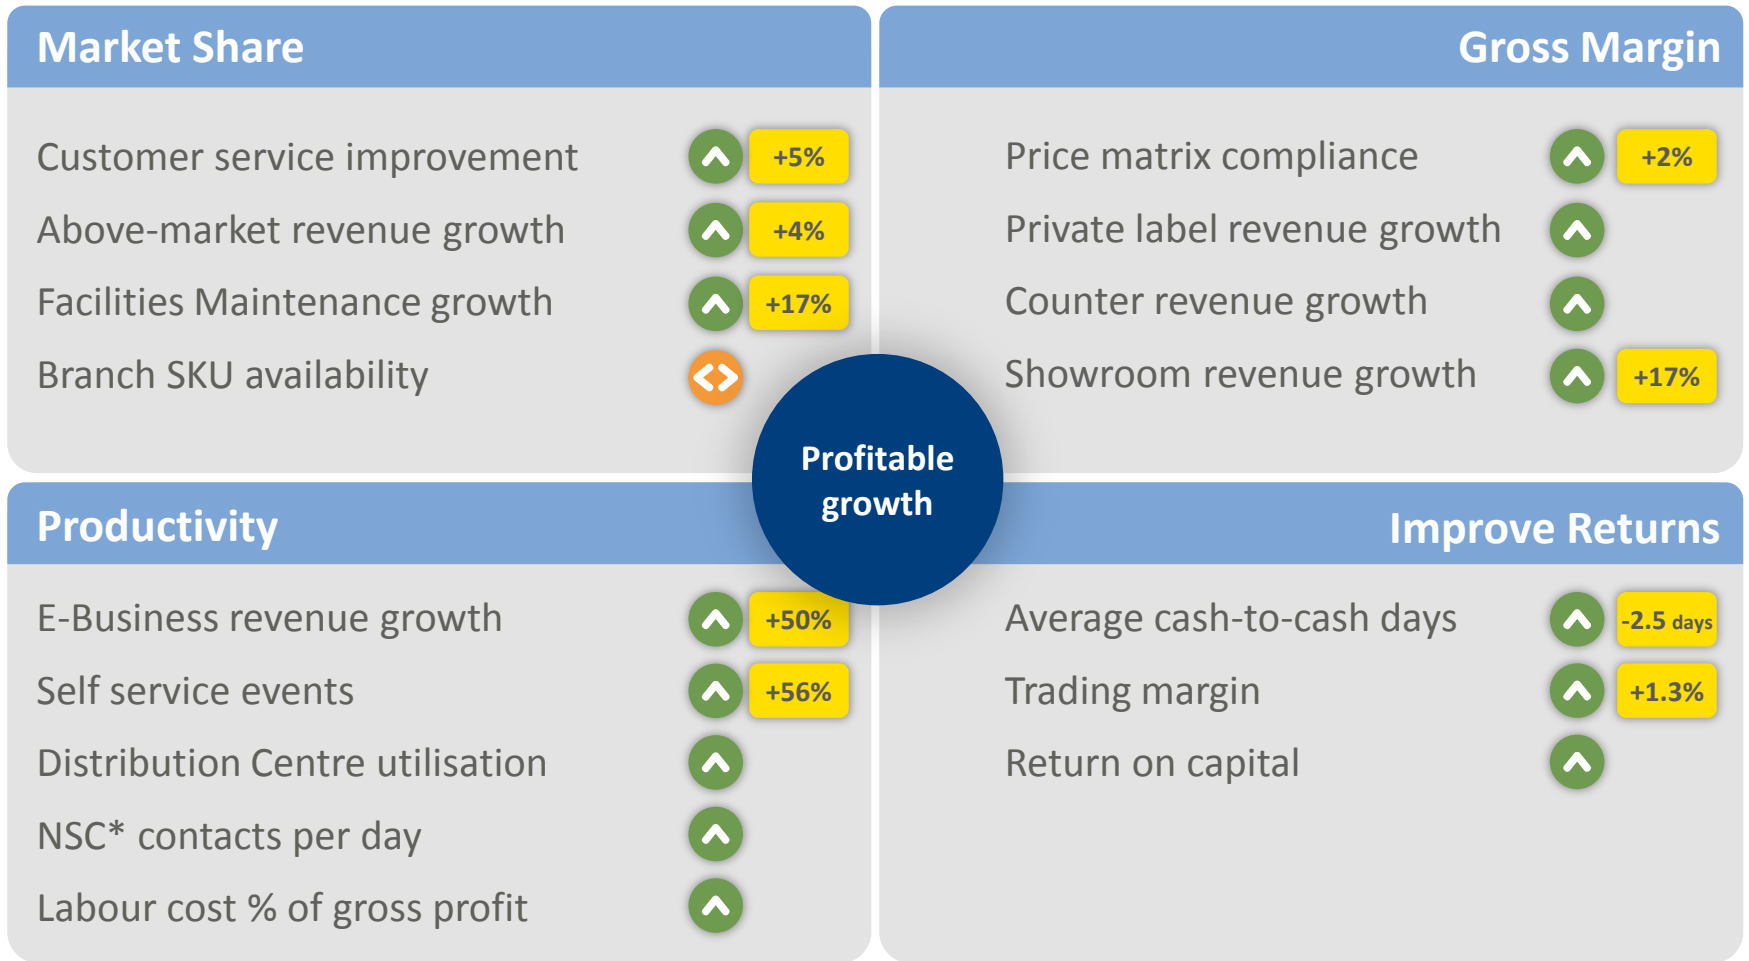 Market Share
Customer service improvement +5%
Above-market revenue growth +4%
Facilities Maintenance growth +17%
Branch SKU availability
Gross Margin
Price matrix compliance +2%
Private label revenue growth
Counter revenue growth
Showroom revenue growth +17%
Profitable
growth
Productivity
E-Business revenue growth +50%
Self service events +56%
Distribution Centre utilisation
NSC* contacts per day
Labour cost % of gross profit
Improve Returns
Average cash-to-cash days -2.5 days
Trading margin +1.3%
Return on capital